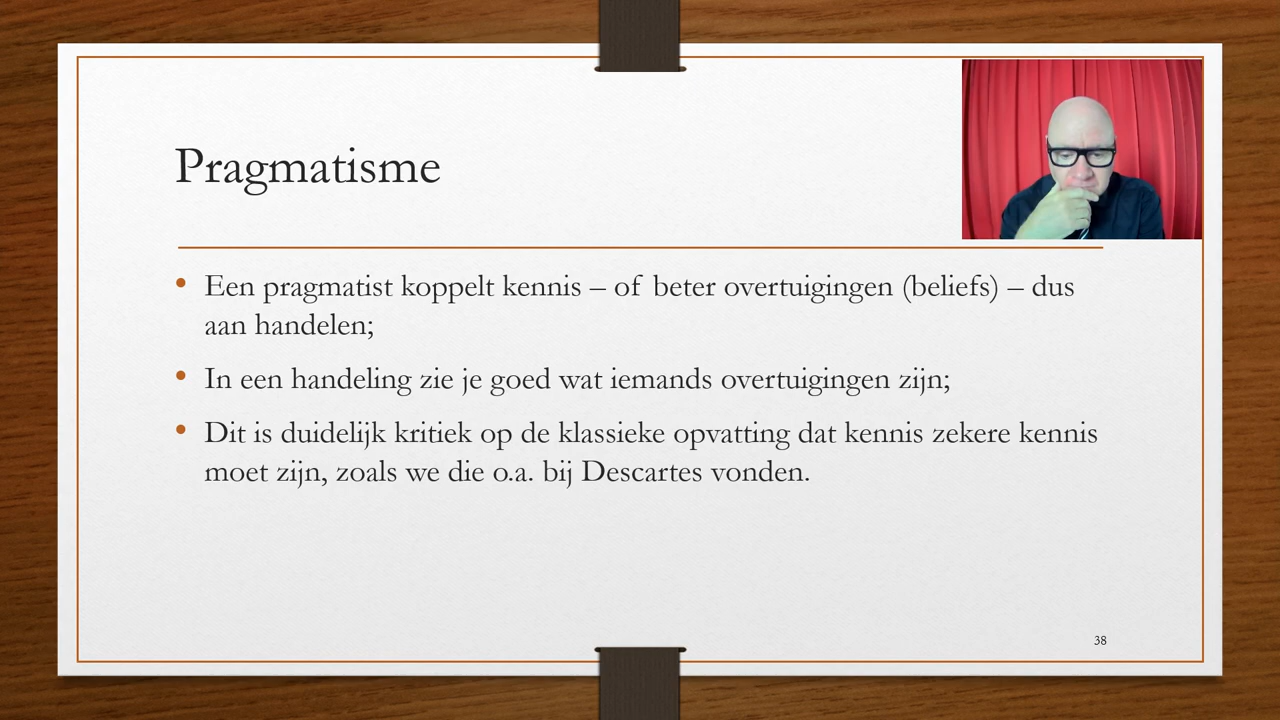 Pragmatisme
• Een pragmatist koppelt kennis – of beter overtuigingen (beliefs) – dus
aan handelen;
• In een handeling zie je goed wat iemands overtuigingen zijn;
• Dit is duidelijk kritiek op de klassieke opvatting dat kennis zekere kennis
moet zijn, zoals we die o.a. bij Descartes vonden.
38